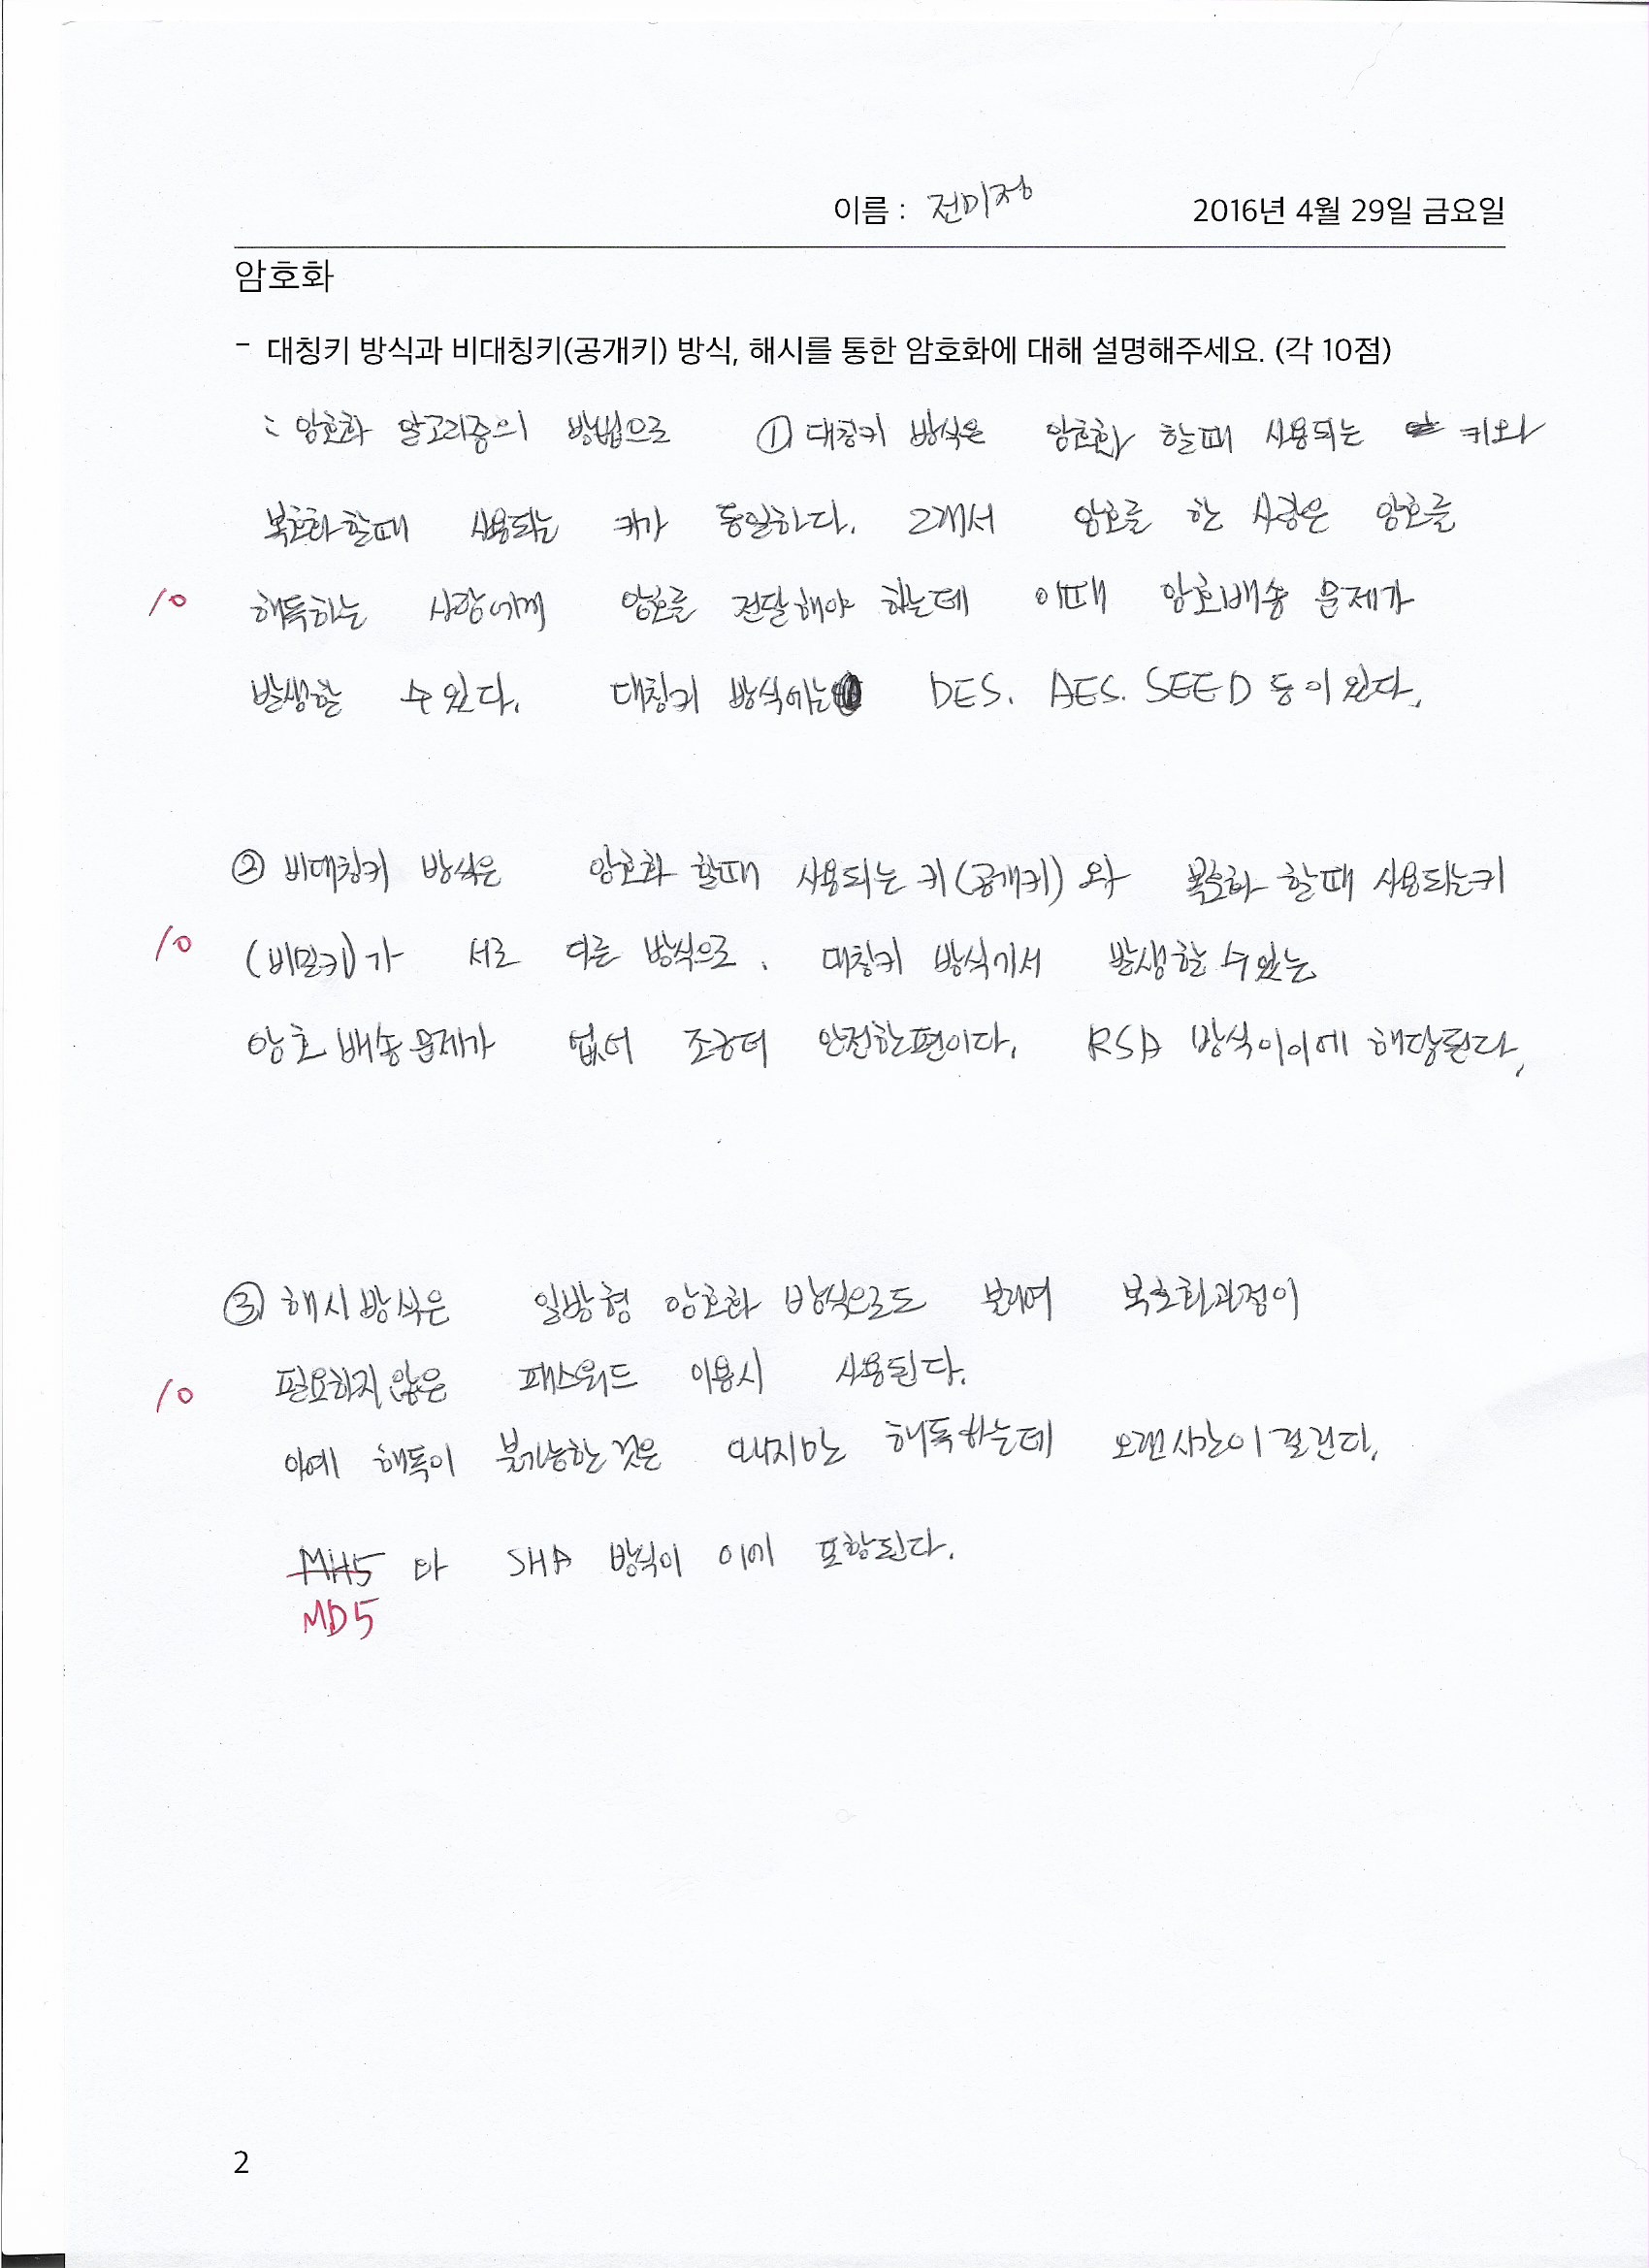 이름 : 전미정 2016년 4월 29일 금요일
암호화
- 대칭키 방식과 비대칭키(공개키) 방식, 해시를 통한 암호화에 대해 설명해주세요. (각 10점)
: 암호화 알고리즘의 방법으로 ① 대칭키 방식은 암호화 할때 사용되는 키와
복호화할때 사용되는 키가 동일하다. 그래서 암호를 한 사람은 암호를
10 해독하는 사람에게 암호를 전달해야 하는데 이때 암호배송 문제가
발생할 수 있다. 대칭키 방식에는 DES. AES. SEED 등이 있다.
② 비대칭키 방식은 암호화 할때 사용되는 키(공개키)와 복호화 할때 사용되는키
10 (비밀키)가 서로 다른 방식으로. 대칭키 방식에서 발생할 수 있는
암호 배송문제가 없어 조금더 안전한편이다. RSA 방식이 이에 해당된다.
③ 해시 방식은 일방형 암호화 방식으로도 불리며 복호화과정이
10 필요하지 않은 패스워드 이용시 사용된다.
아예 해독이 불가능한 것은 아니지만 해독하는데 오랜시간이 걸린다.
MH5 와 SHA 방식이 이에 포함된다.
MD5
2